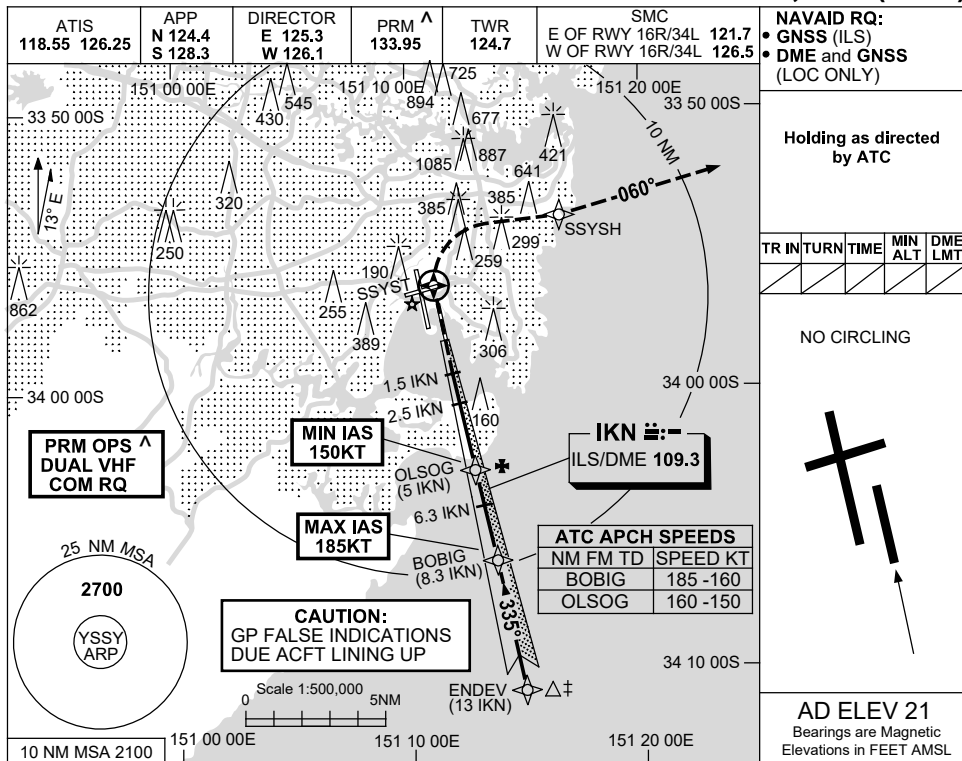 ATIS
118.55 126.25
APP
N 124.4
S 128.3
DIRECTOR
E 125.3
W 126.1
PRM ^
133.95
TWR
124.7
SMC
E OF RWY 16R/34L 121.7
W OF RWY 16R/34L 126.5
NAVAID RQ:
• GNSS (ILS)
• DME and GNSS
(LOC ONLY)
Holding as directed
by ATC
TR IN TURN TIME MIN ALT DME LMT
NO CIRCLING
AD ELEV 21
Bearings are Magnetic
Elevations in FEET AMSL
151 00 00E
151 10 00E
151 20 00E
33 50 00S
33 50 00S
545
430
725
894
677
1085
887
421
641
10 NM
13° E
320
250
385
385
060°
SSYSH
299
259
190
SSYST
862
255
389
306
1.5 IKN
34 00 00S
34 00 00S
2.5 IKN
160
PRM OPS ^
DUAL VHF
COM RQ
MIN IAS
150KT
OLSOG
(5 IKN)
IKN
ILS/DME 109.3
6.3 IKN
MAX IAS
185KT
BOBIG
(8.3 IKN)
ATC APCH SPEEDS
NM FM TD SPEED KT
BOBIG 185 -160
OLSOG 160 -150
25 NM MSA
2700
YSSY
ARP
CAUTION:
GP FALSE INDICATIONS
DUE ACFT LINING UP
335°
34 10 00S
ENDEV
(13 IKN)
‡
Scale 1:500,000
0 5NM
10 NM MSA 2100
151 00 00E
151 10 00E
151 20 00E